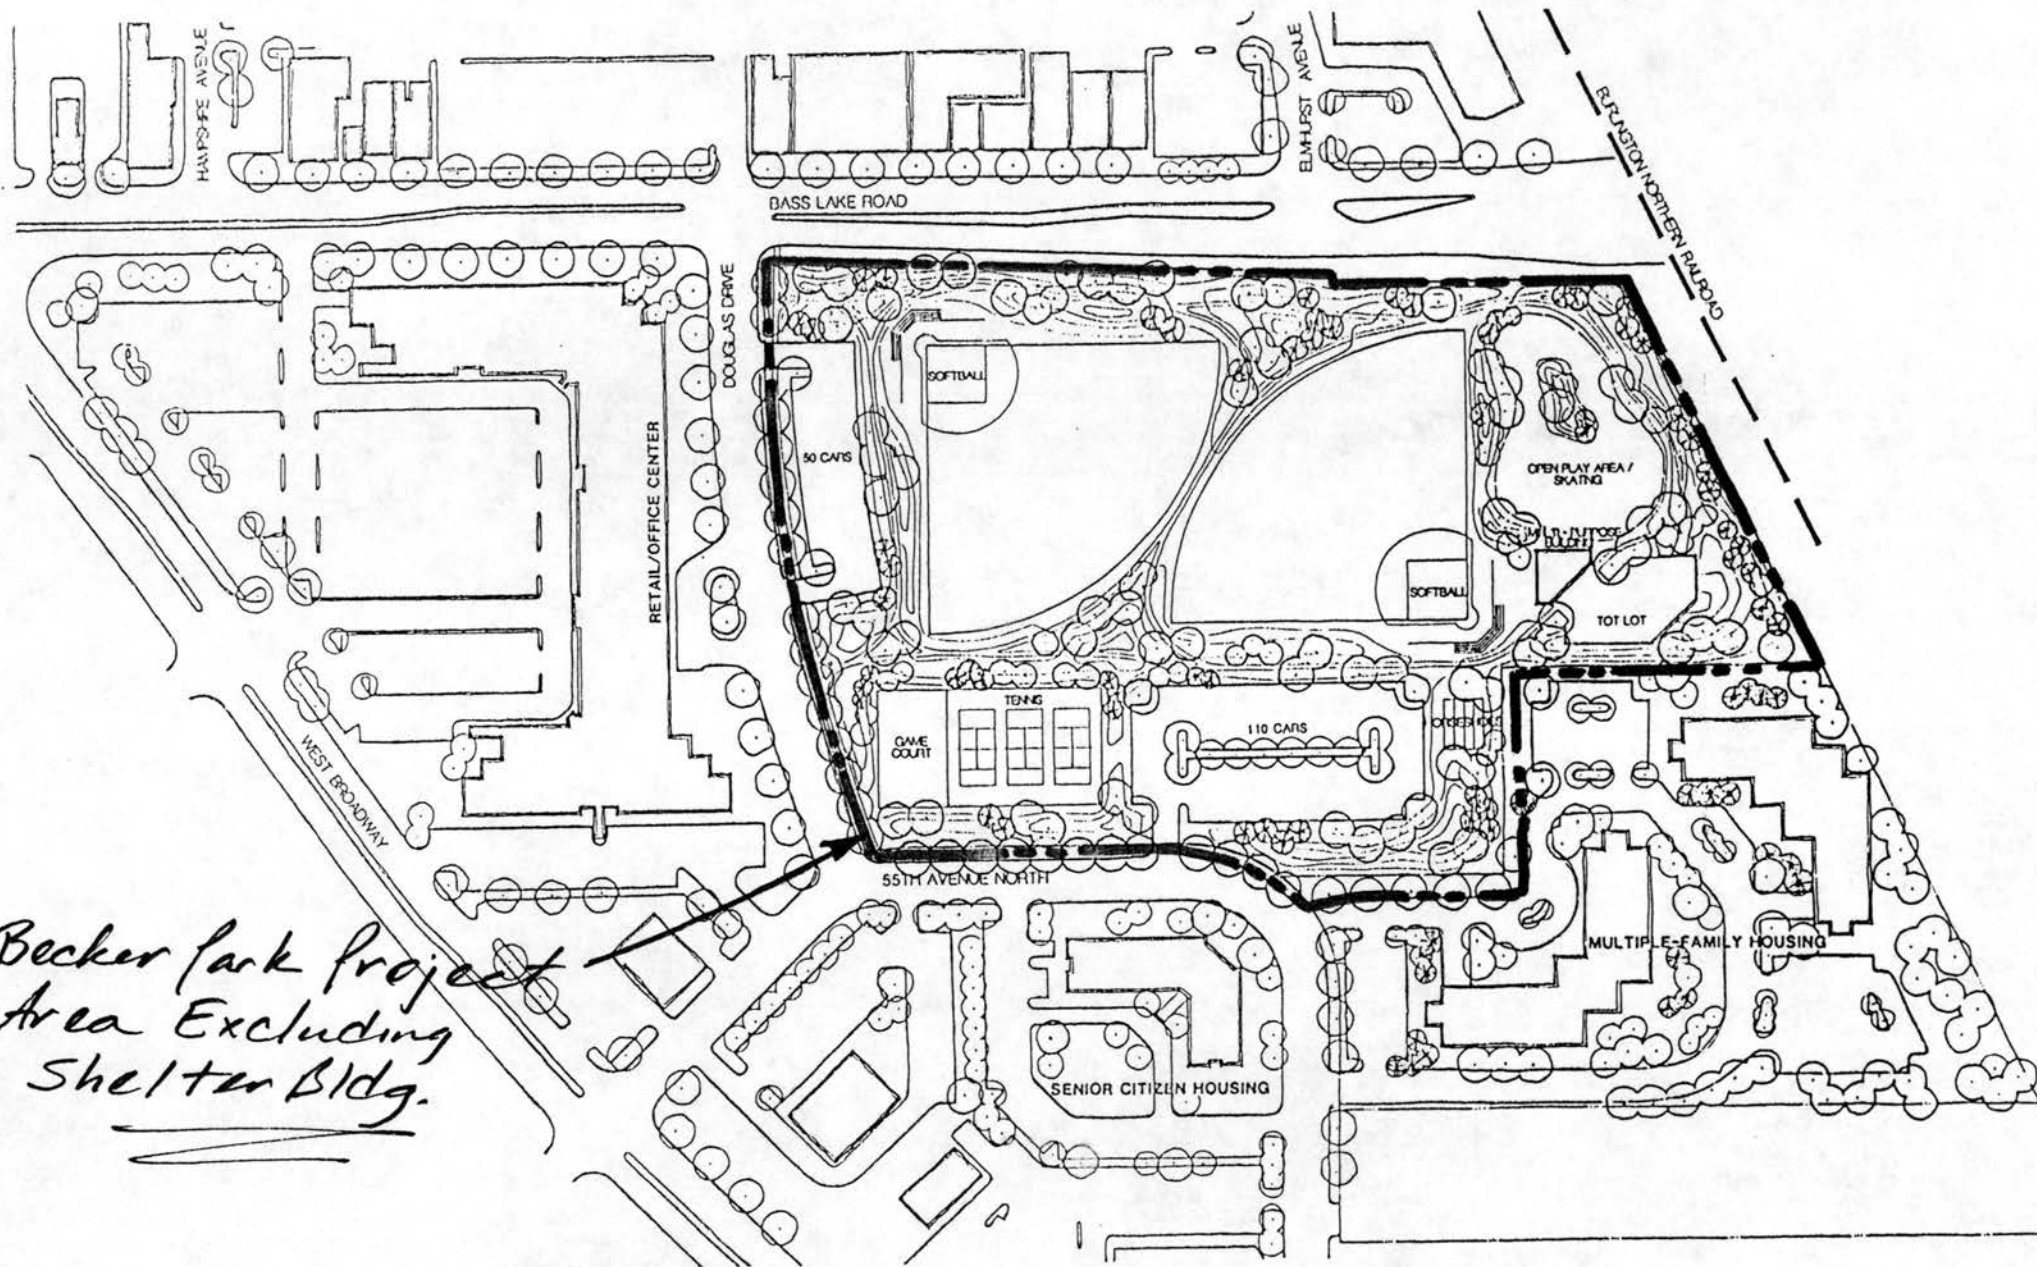 HAMPSHIRE AVENUE
ELMHURST AVENUE
BURLINGTON NORTHERN RAILROAD
BASS LAKE ROAD
DOUGLAS DRIVE
SOFTBALL
50 CARS
RETAIL/OFFICE CENTER
OPEN PLAY AREA /
SKATING
MULTI-PURPOSE
SOFTBALL
TOT LOT
TENNIS
GAME
COURT
110 CARS
WEST BROADWAY
55TH AVENUE NORTH
Becker Park Project
Area Excluding
Shelter Bldg.
MULTIPLE-FAMILY HOUSING
SENIOR CITIZEN HOUSING